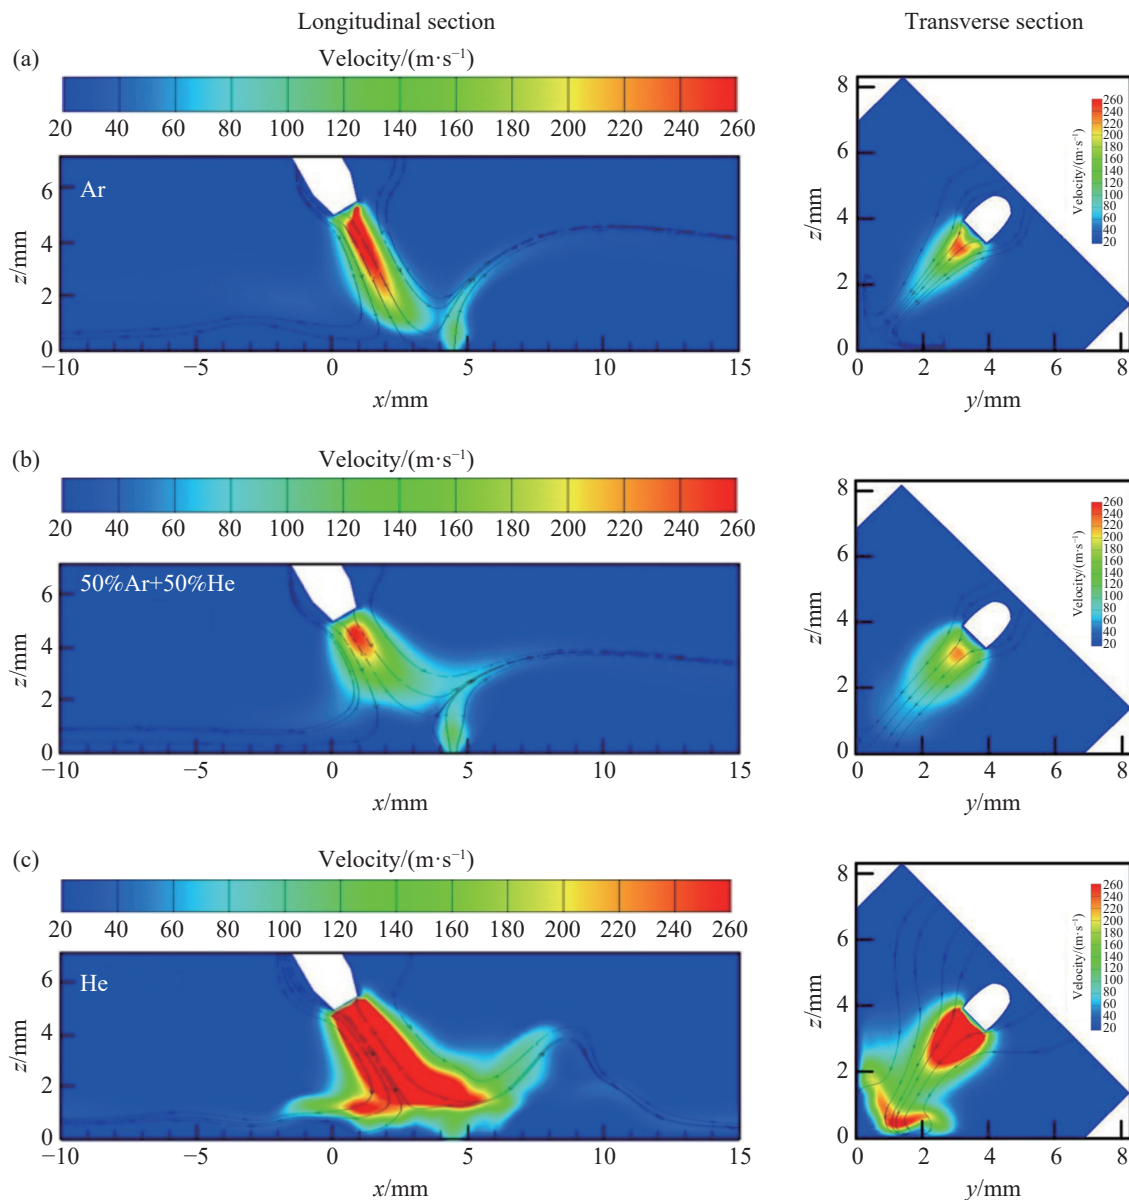 Longitudinal section
Transverse section
(a)
Velocity/(m·s⁻¹)
20 40 60 80 100 120 140 160 180 200 220 240 260
Ar
z/mm
6
4
2
0
−10 −5 0 5 10 15
x/mm
z/mm
8
6
4
2
0
0 2 4 6 8
y/mm
Velocity/(m·s⁻¹)
260
240
220
200
180
160
140
120
100
80
60
40
20
(b)
Velocity/(m·s⁻¹)
20 40 60 80 100 120 140 160 180 200 220 240 260
50%Ar+50%He
z/mm
6
4
2
0
−10 −5 0 5 10 15
x/mm
z/mm
8
6
4
2
0
0 2 4 6 8
y/mm
Velocity/(m·s⁻¹)
260
240
220
200
180
160
140
120
100
80
60
40
20
(c)
Velocity/(m·s⁻¹)
20 40 60 80 100 120 140 160 180 200 220 240 260
He
z/mm
6
4
2
0
−10 −5 0 5 10 15
x/mm
z/mm
8
6
4
2
0
0 2 4 6 8
y/mm
Velocity/(m·s⁻¹)
260
240
220
200
180
160
140
120
100
80
60
40
20